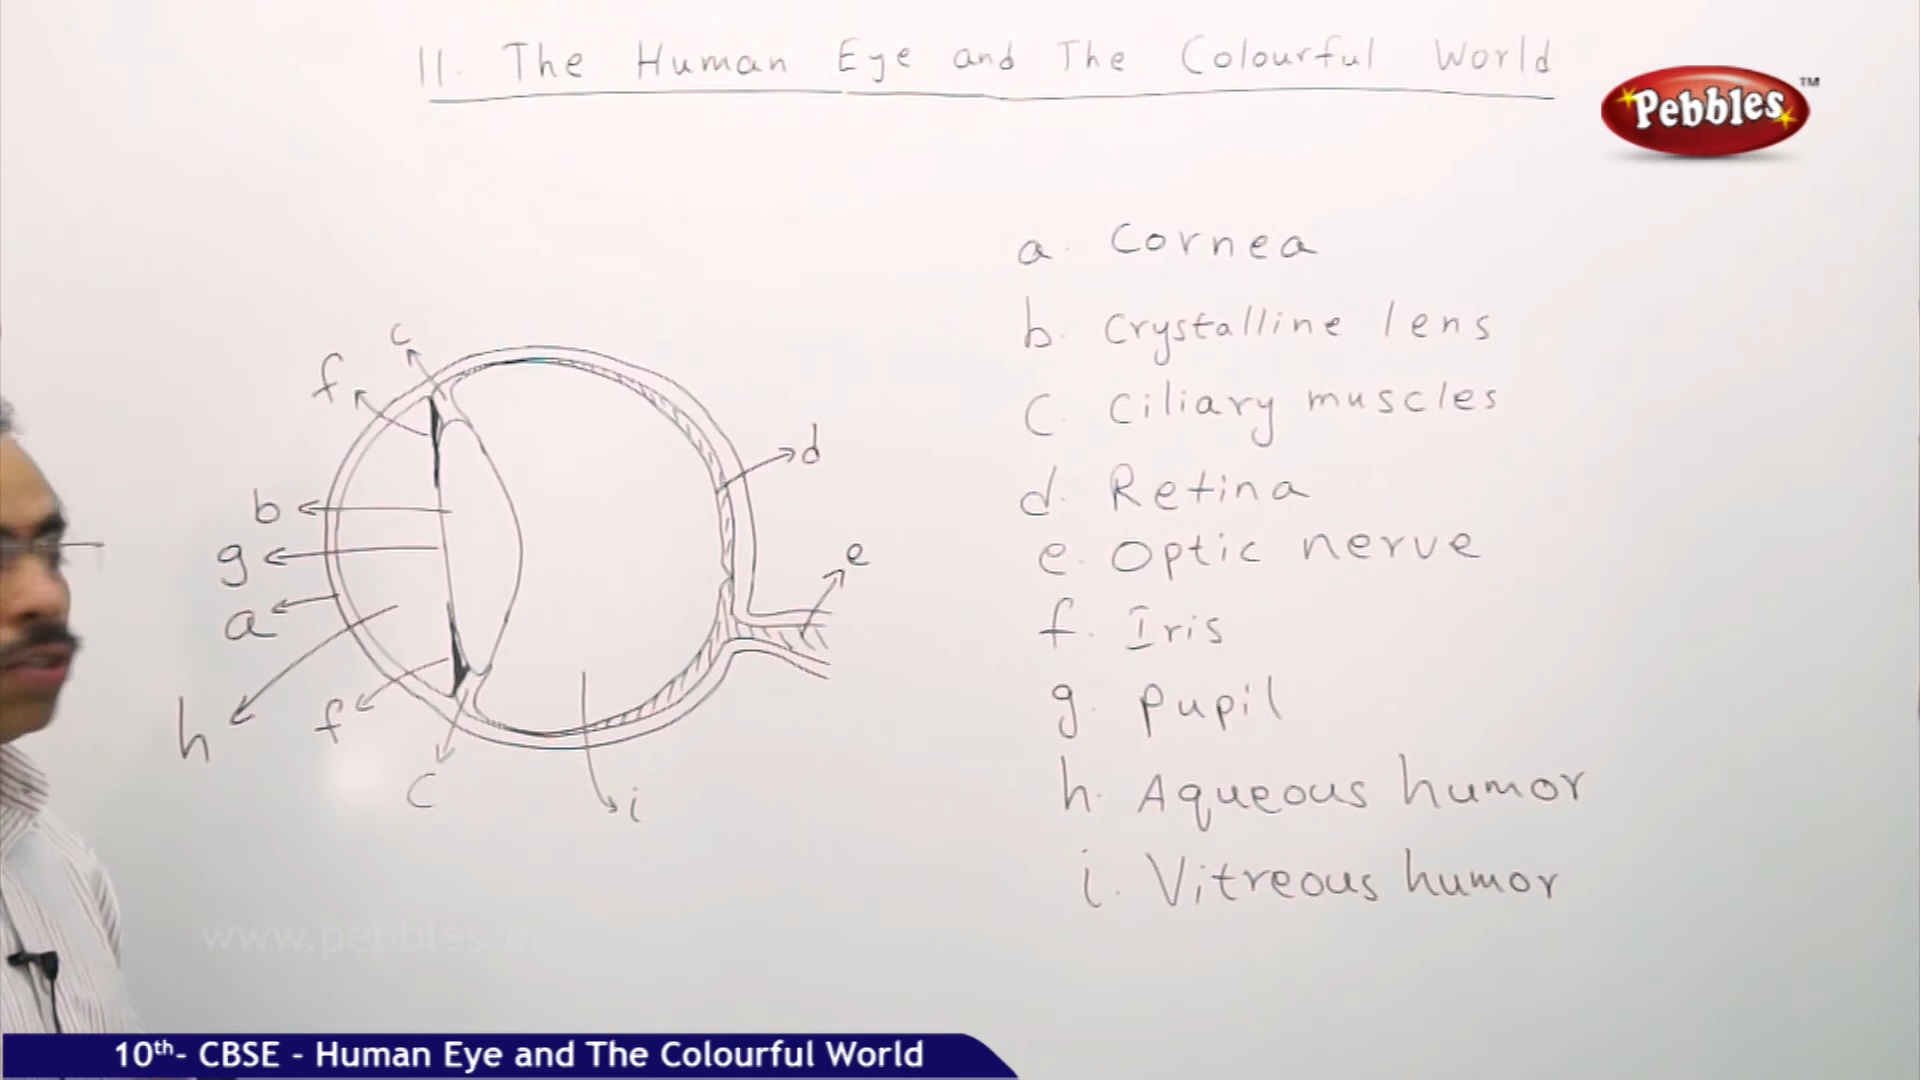 11. The Human Eye and The Colourful World
Pebbles™
a. Cornea
b. Crystalline lens
c
f
C. Ciliary muscles
d
d. Retina
b
g
e
e. Optic nerve
a
f. Iris
h
f
g. Pupil
C
i
h. Aqueous humor
i. Vitreous humor
www.pebbles.in
10th- CBSE - Human Eye and The Colourful World